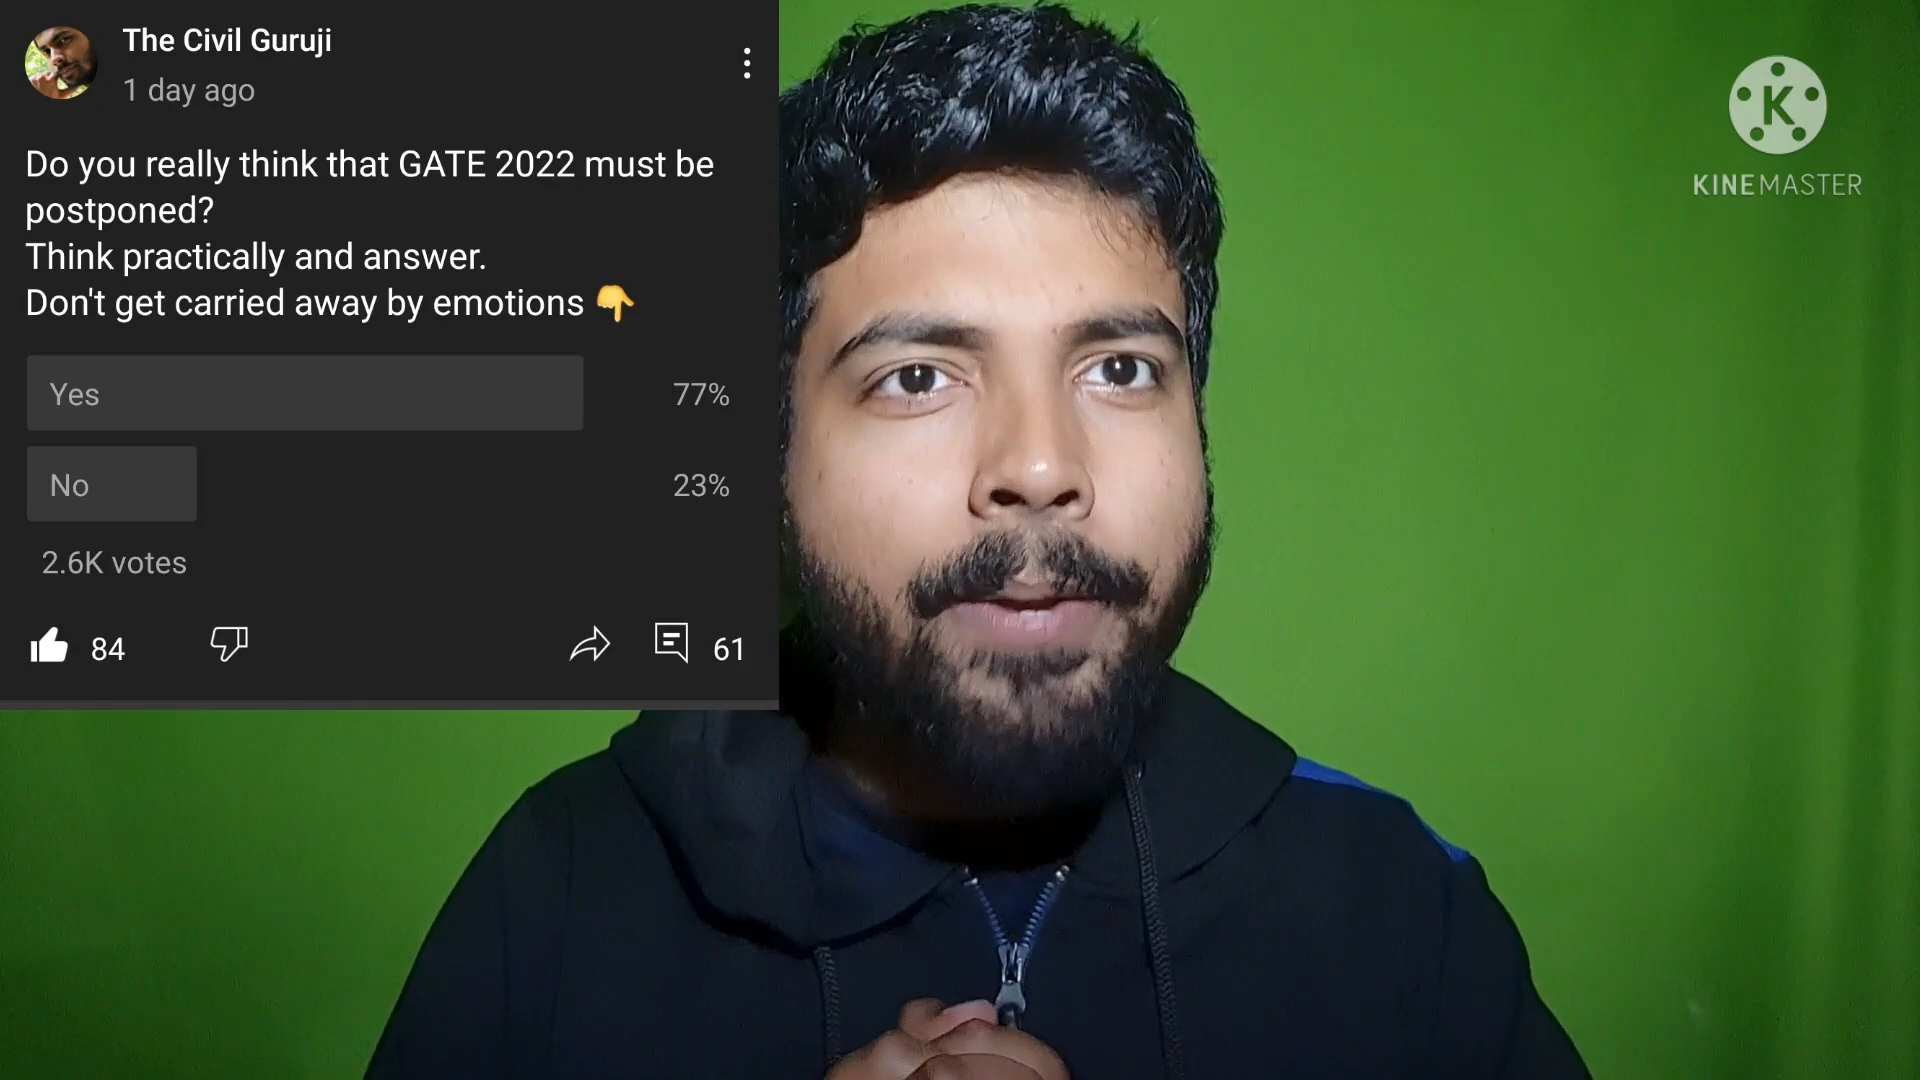 The Civil Guruji
1 day ago
Do you really think that GATE 2022 must be
postponed?
Think practically and answer.
Don't get carried away by emotions 👇
Yes 77%
No 23%
2.6K votes
84 61
K
KINEMASTER